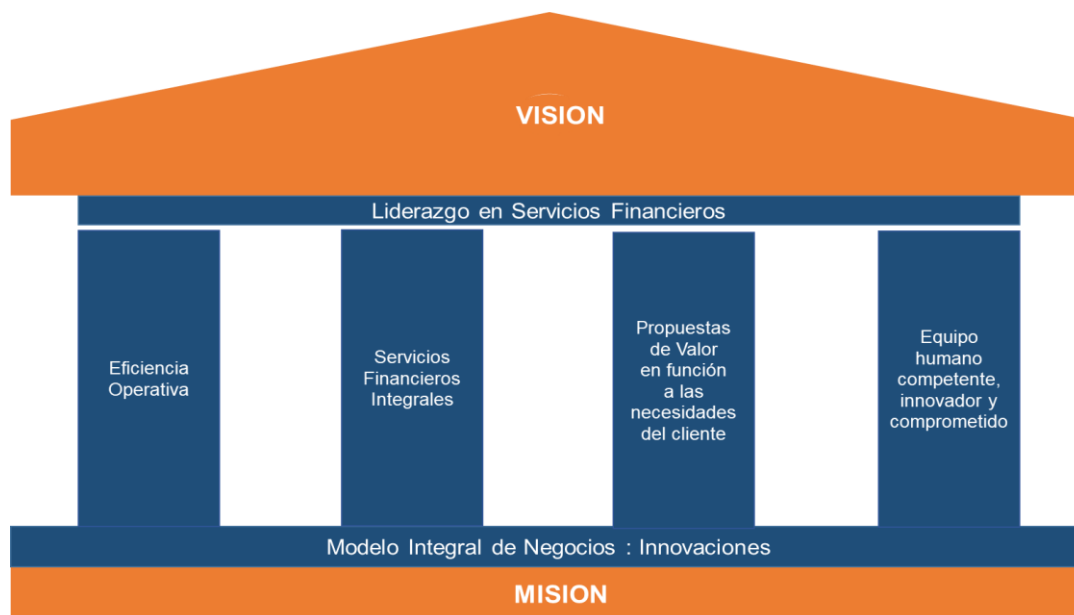 VISION
Liderazgo en Servicios Financieros
Eficiencia
Operativa
Servicios
Financieros
Integrales
Propuestas
de Valor
en función
a las
necesidades
del cliente
Equipo
humano
competente,
innovador y
comprometido
Modelo Integral de Negocios : Innovaciones
MISION